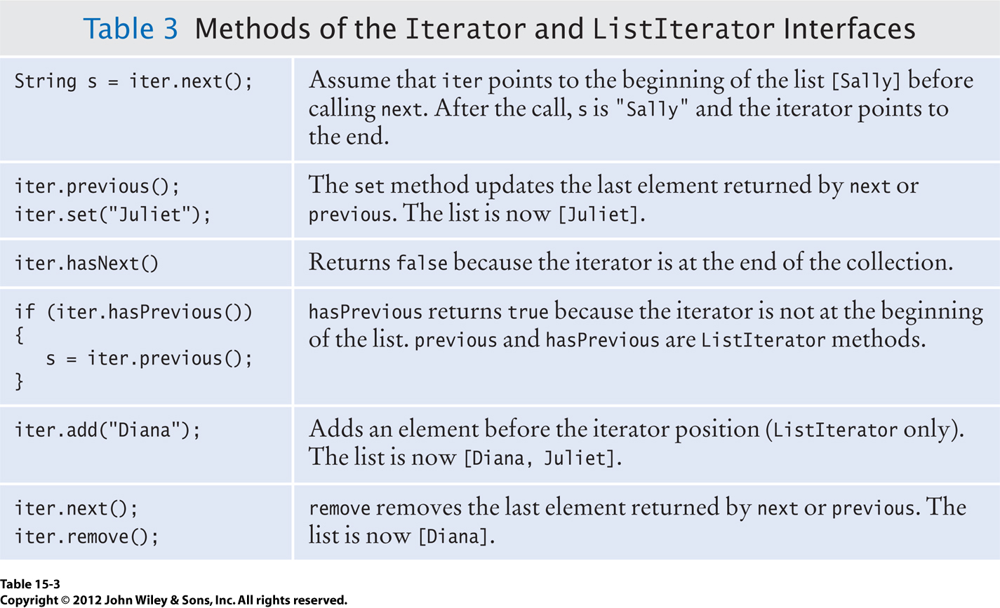 Table 3 Methods of the Iterator and ListIterator Interfaces
String s = iter.next();
Assume that iter points to the beginning of the list [Sally] before
calling next. After the call, s is "Sally" and the iterator points to
the end.
iter.previous();
iter.set("Juliet");
The set method updates the last element returned by next or
previous. The list is now [Juliet].
iter.hasNext()
Returns false because the iterator is at the end of the collection.
if (iter.hasPrevious())
{
   s = iter.previous();
}
hasPrevious returns true because the iterator is not at the beginning
of the list. previous and hasPrevious are ListIterator methods.
iter.add("Diana");
Adds an element before the iterator position (ListIterator only).
The list is now [Diana, Juliet].
iter.next();
iter.remove();
remove removes the last element returned by next or previous. The
list is now [Diana].
Table 15-3
Copyright © 2012 John Wiley & Sons, Inc. All rights reserved.